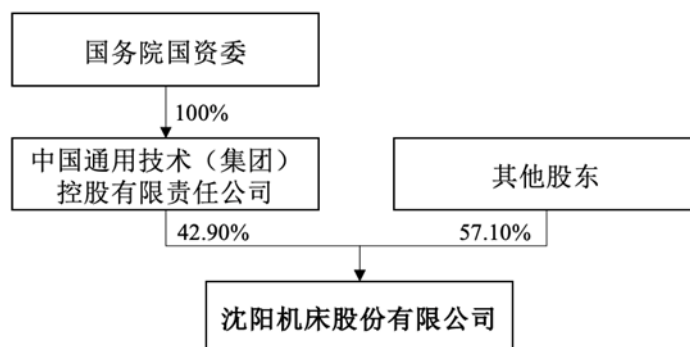 国务院国资委
100%
中国通用技术（集团）
控股有限责任公司
其他股东
42.90%
57.10%
沈阳机床股份有限公司